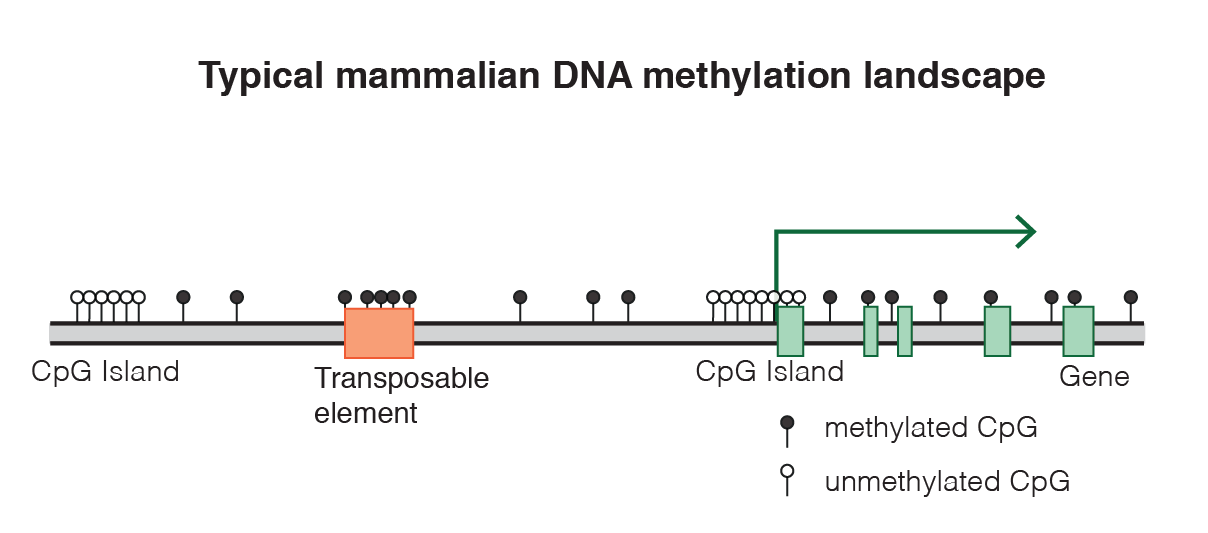 Typical mammalian DNA methylation landscape
CpG Island
Transposable
element
CpG Island
Gene
methylated CpG
unmethylated CpG